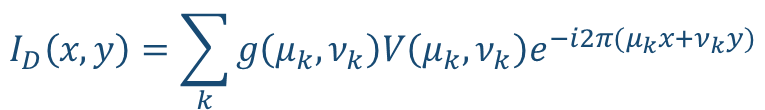 I_D(x, y) = ∑_k g(μ_k, ν_k)V(μ_k, ν_k)e^{−i2π(μ_k x+ν_k y)}